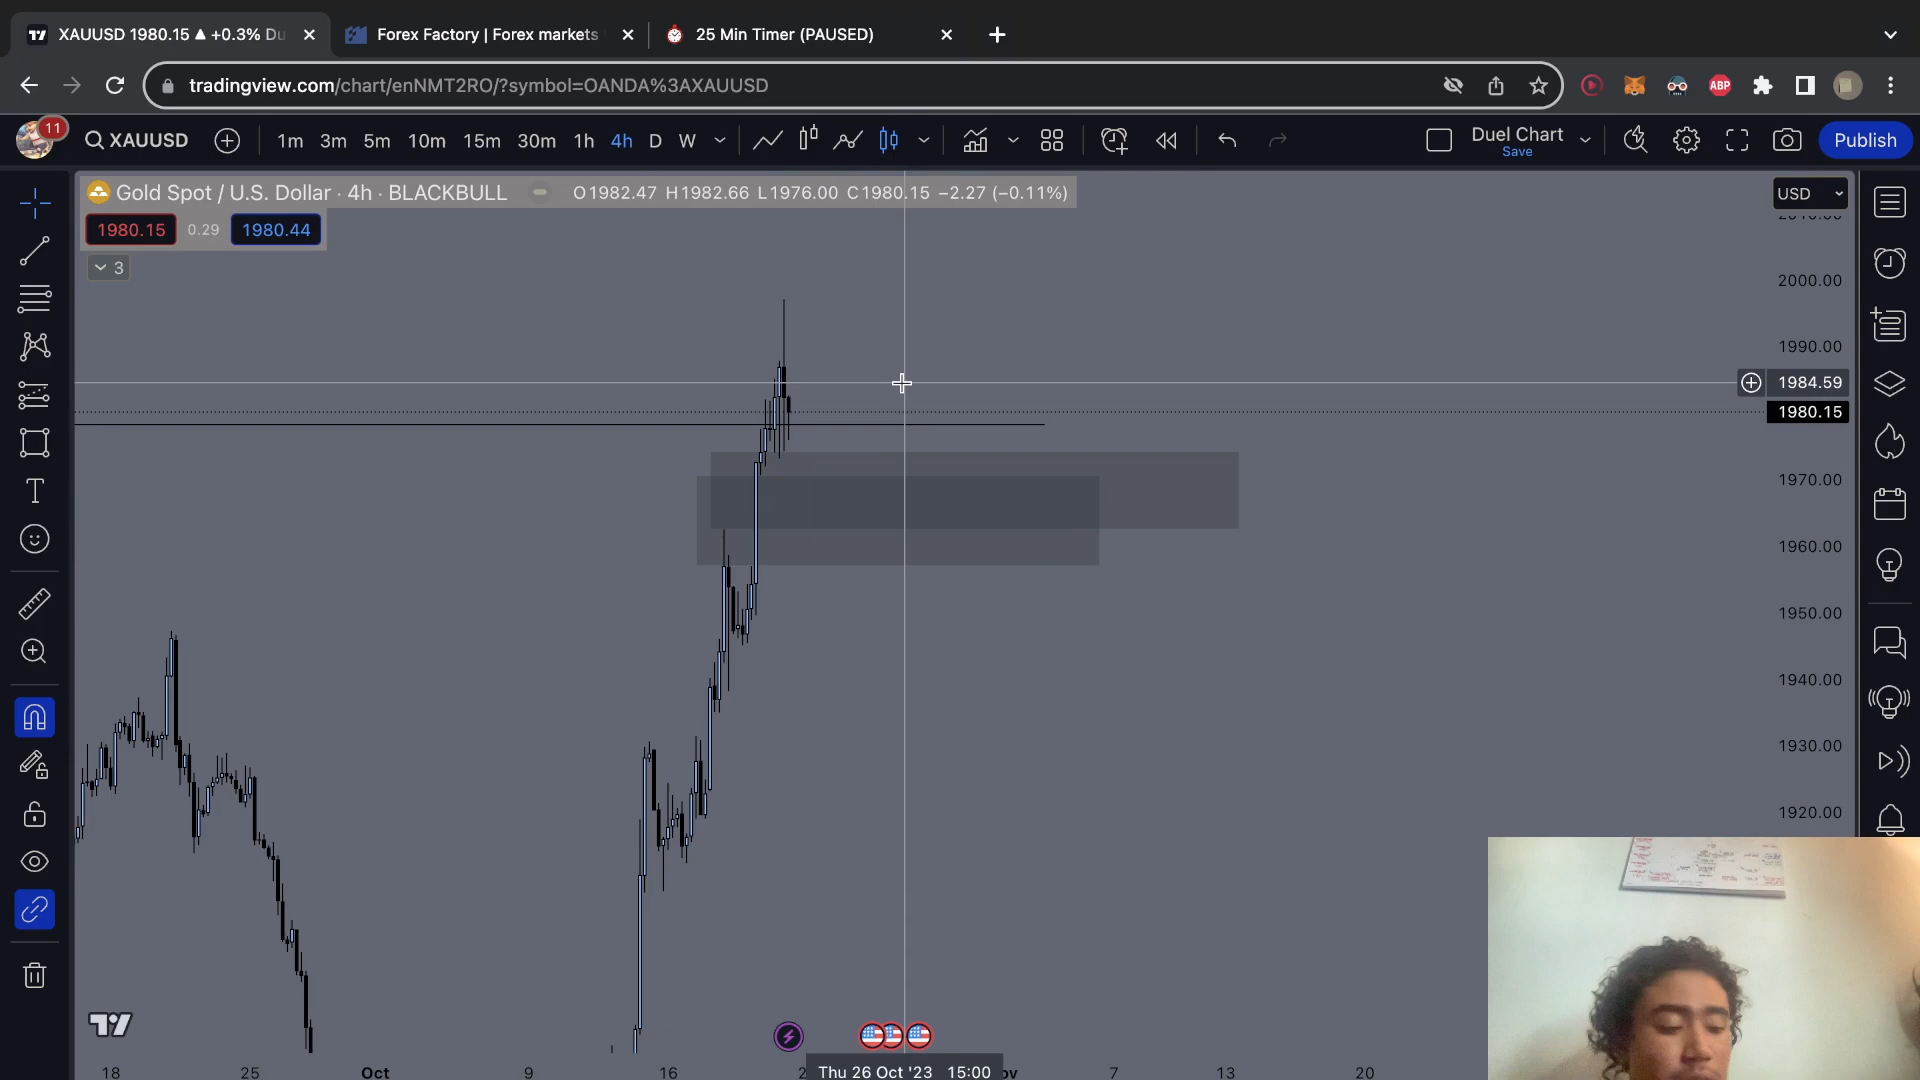 XAUUSD 1980.15 ▲ +0.3% Du
Forex Factory | Forex markets
25 Min Timer (PAUSED)
tradingview.com/chart/enNMT2RO/?symbol=OANDA%3AXAUUSD
ABP
11
XAUUSD
1m 3m 5m 10m 15m 30m 1h 4h D W
Duel Chart
Save
Publish
Gold Spot / U.S. Dollar · 4h · BLACKBULL
O1982.47 H1982.66 L1976.00 C1980.15 −2.27 (−0.11%)
USD
1980.15 0.29 1980.44
3
2000.00
1990.00
1984.59
1980.15
1970.00
1960.00
1950.00
1940.00
1930.00
1920.00
18 25 Oct 9 16 Thu 26 Oct '23 15:00 7 13 20